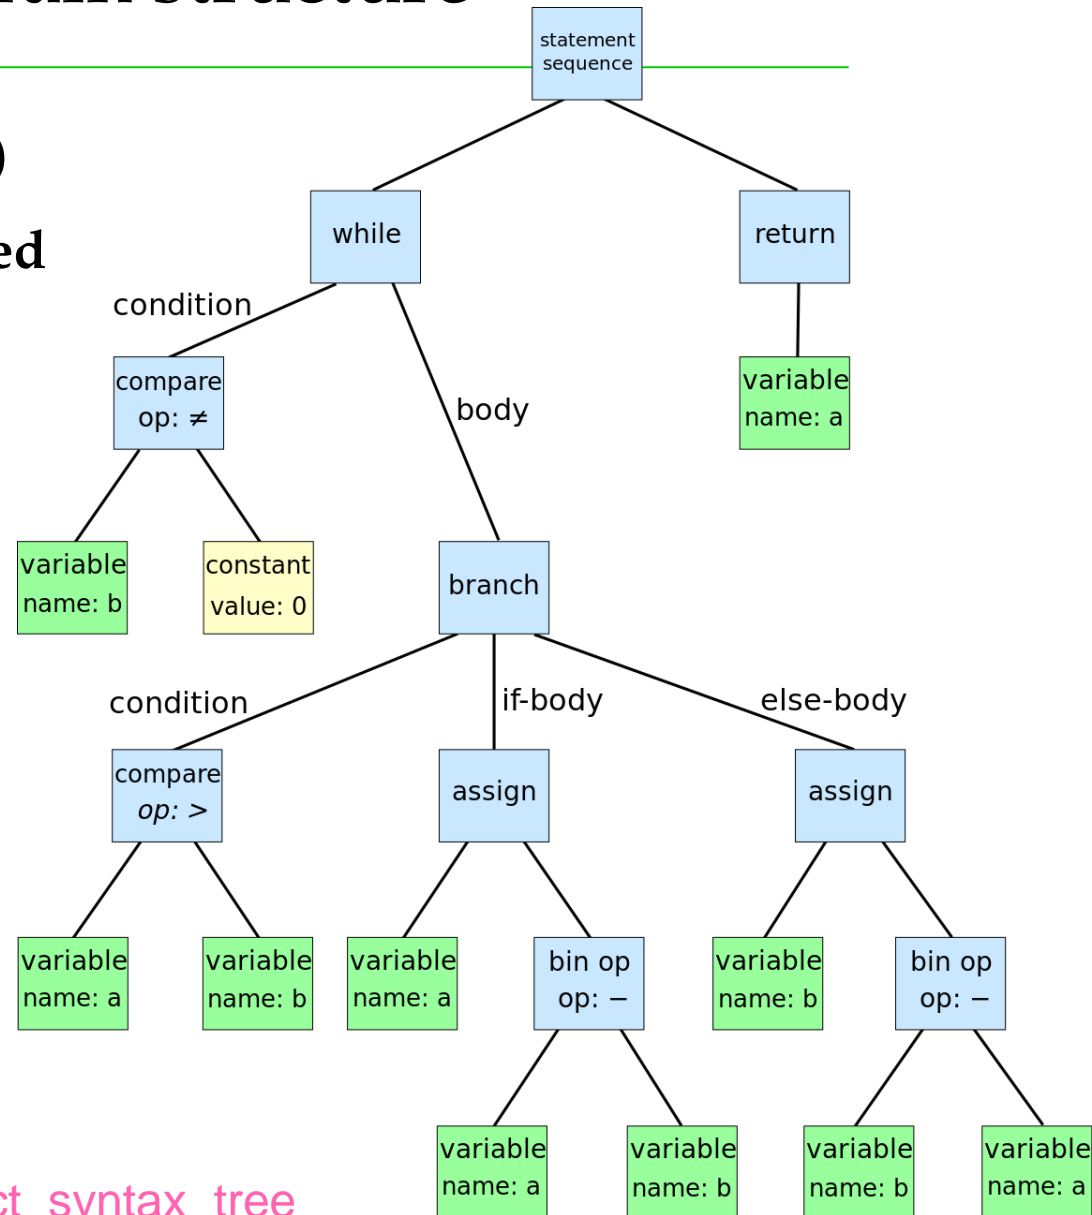 statement
sequence
)
ed
while
return
condition
compare
op: ≠
body
variable
name: a
variable
name: b
constant
value: 0
branch
condition
if-body
else-body
compare
op: >
assign
assign
variable
name: a
variable
name: b
variable
name: a
bin op
op: −
variable
name: b
bin op
op: −
variable
name: a
variable
name: b
variable
name: b
variable
name: a
ct_syntax_tree